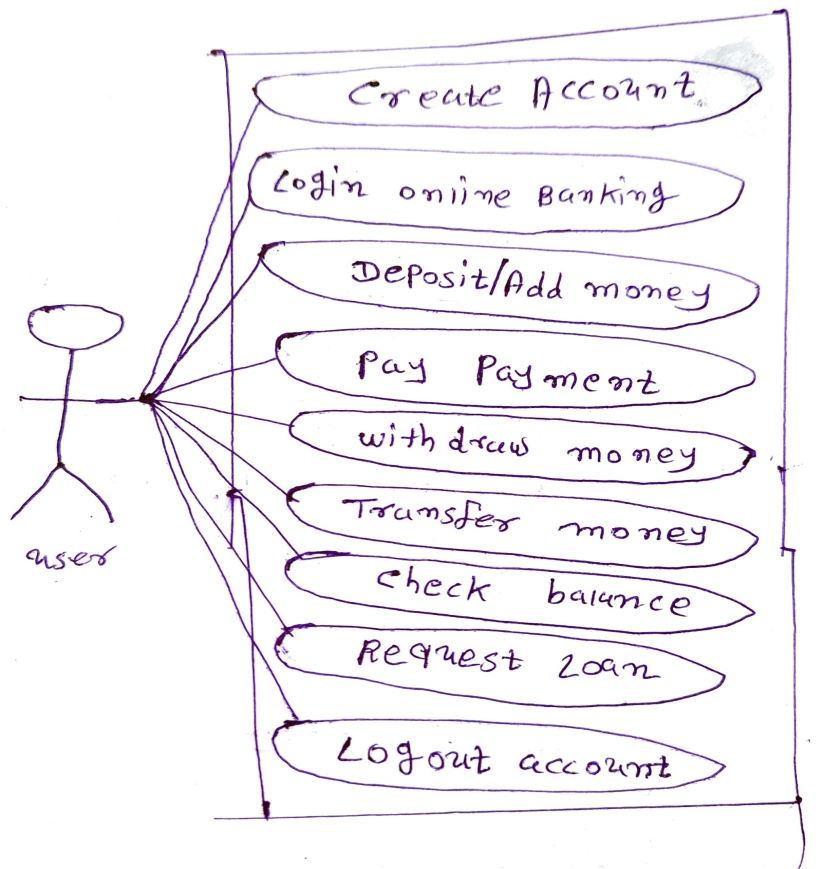 Create Account
Login oniine Banking
Deposit/Add money
Pay Payment
withdraw money
Transfer money
check balance
Request Loan
Logout account
user